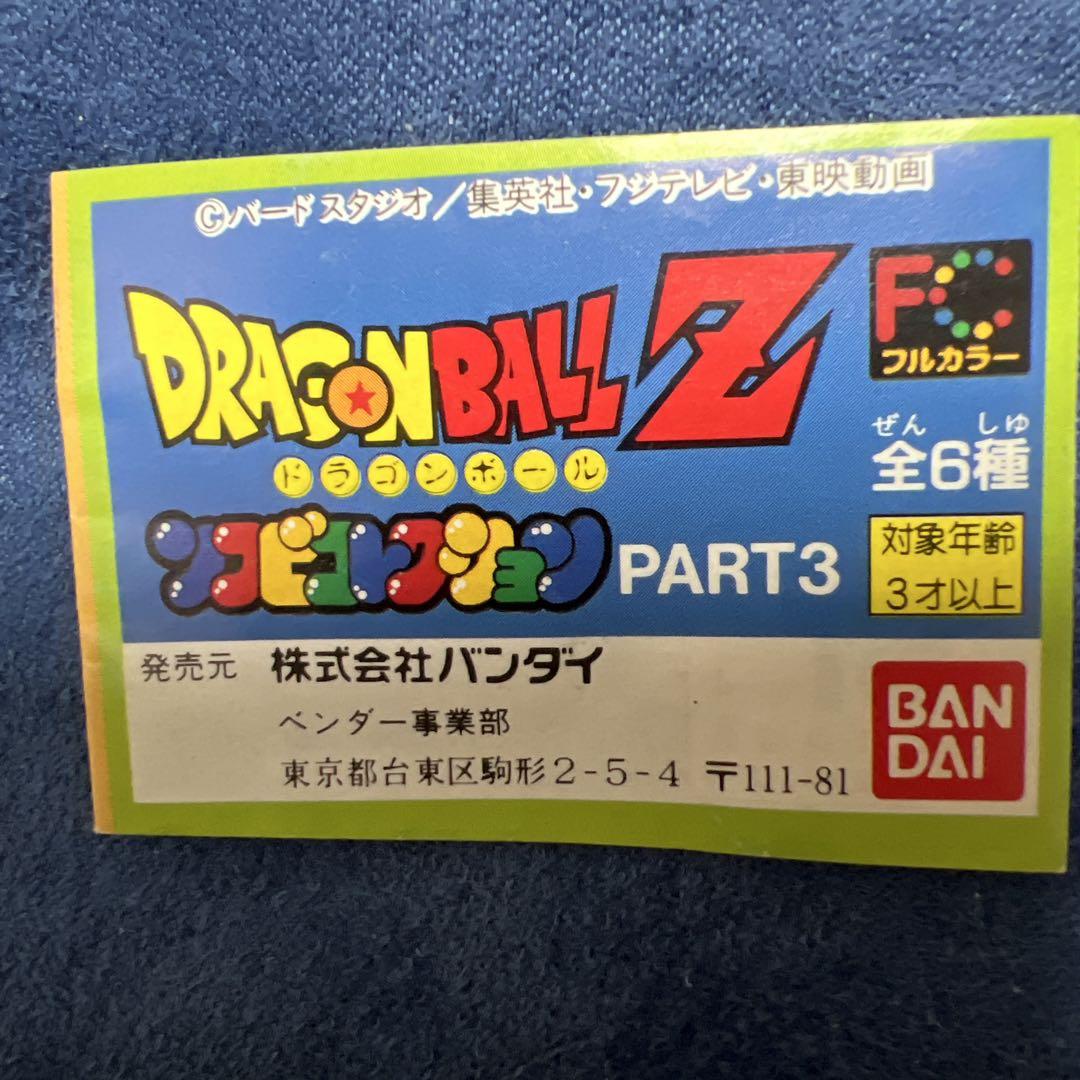 ©バードスタジオ／集英社・フジテレビ・東映動画
DRAGONBALL Z
ドラゴンボール
ソフビコレクション PART3
FC
フルカラー
ぜん しゅ
全6種
対象年齢
3才以上
発売元 株式会社バンダイ
ベンダー事業部
東京都台東区駒形2-5-4 〒111-81
BAN
DAI